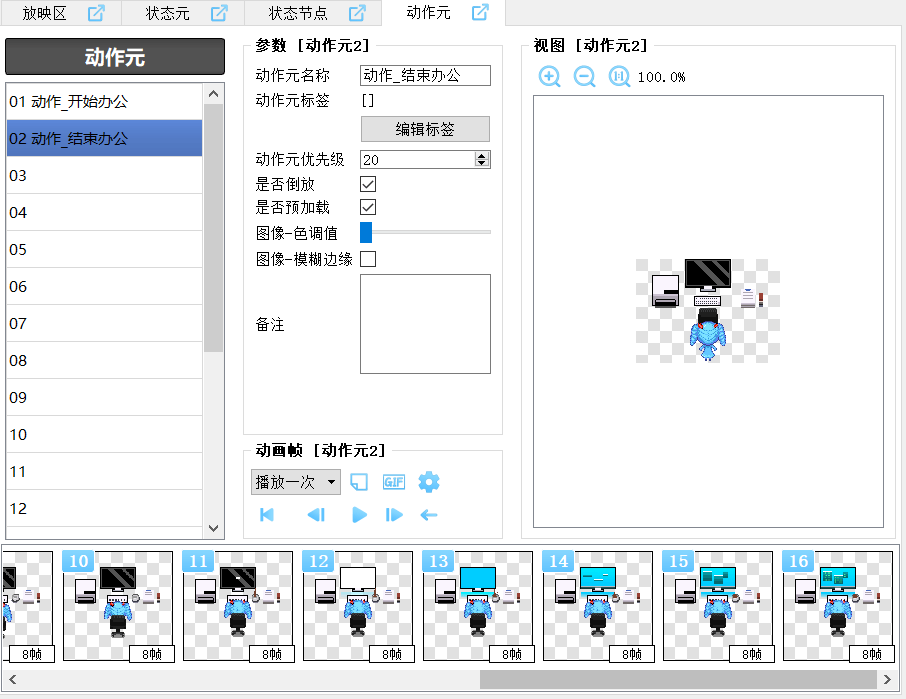 放映区 状态元 状态节点 动作元
动作元
01 动作_开始办公
02 动作_结束办公
03
04
05
06
07
08
09
10
11
12
参数 [动作元2]
动作元名称 动作_结束办公
动作元标签 []
编辑标签
动作元优先级 20
是否倒放
是否预加载
图像-色调值
图像-模糊边缘
备注
动画帧 [动作元2]
播放一次 GIF
视图 [动作元2]
100.0%
10 11 12 13 14 15 16
8帧 8帧 8帧 8帧 8帧 8帧 8帧 8帧